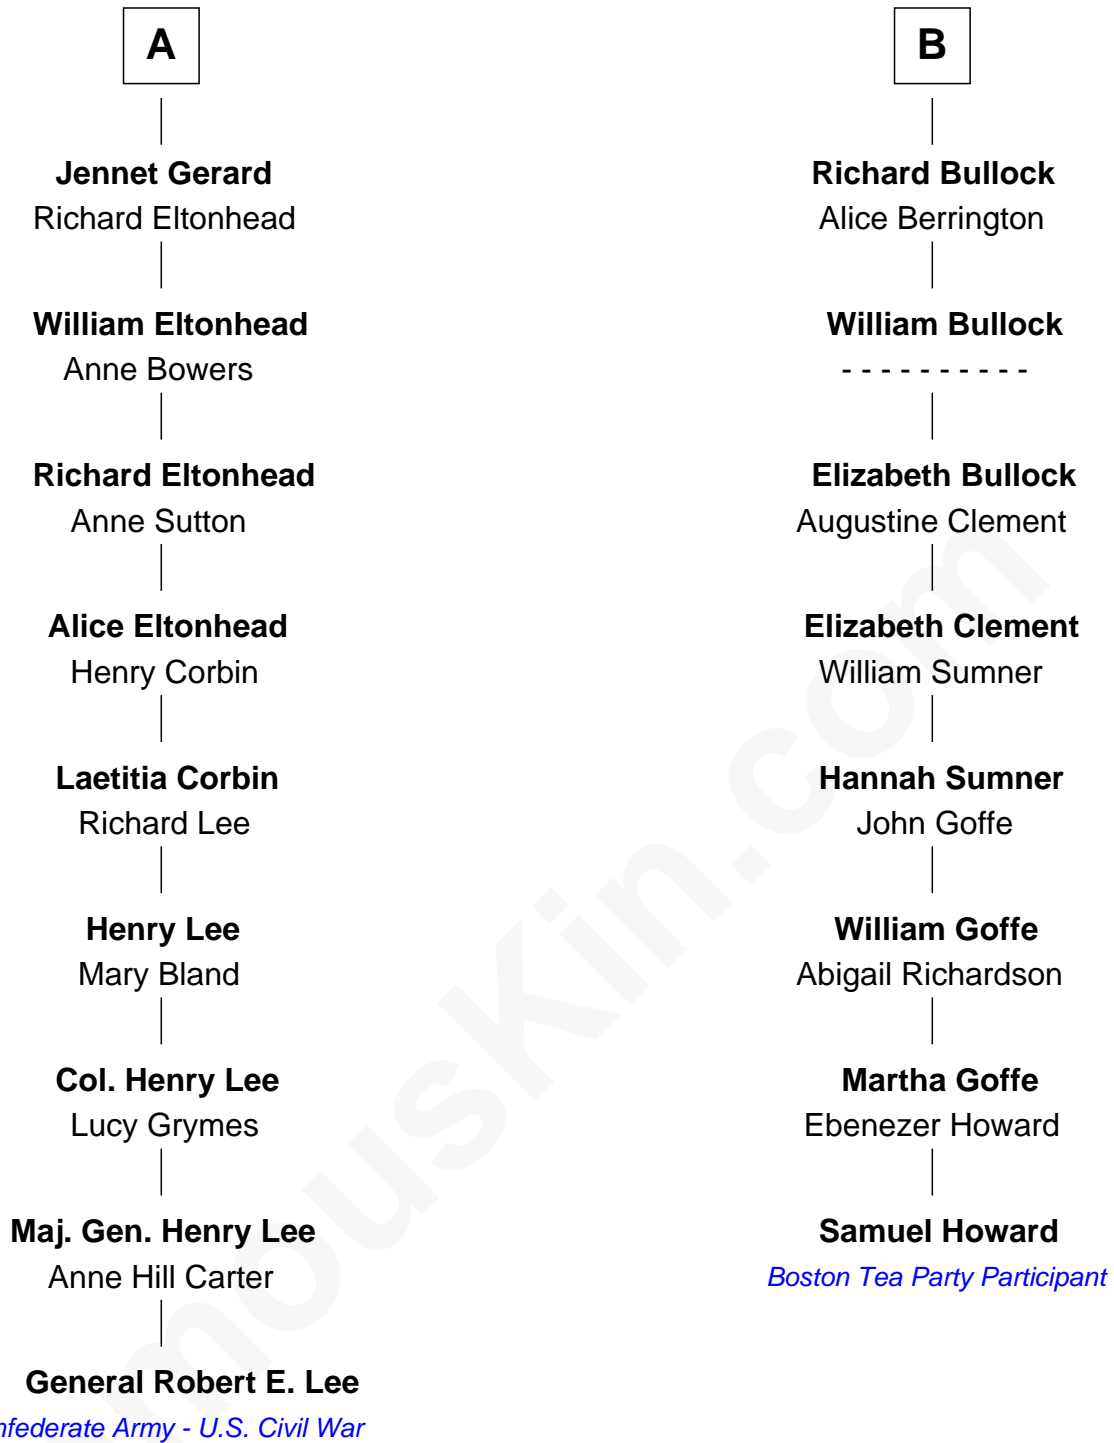 A
Jennet Gerard
Richard Eltonhead
William Eltonhead
Anne Bowers
Richard Eltonhead
Anne Sutton
Alice Eltonhead
Henry Corbin
Laetitia Corbin
Richard Lee
Henry Lee
Mary Bland
Col. Henry Lee
Lucy Grymes
Maj. Gen. Henry Lee
Anne Hill Carter
General Robert E. Lee
nfederate Army - U.S. Civil War
B
Richard Bullock
Alice Berrington
William Bullock
- - - - - - - - - -
Elizabeth Bullock
Augustine Clement
Elizabeth Clement
William Sumner
Hannah Sumner
John Goffe
William Goffe
Abigail Richardson
Martha Goffe
Ebenezer Howard
Samuel Howard
Boston Tea Party Participant
mousKin.com